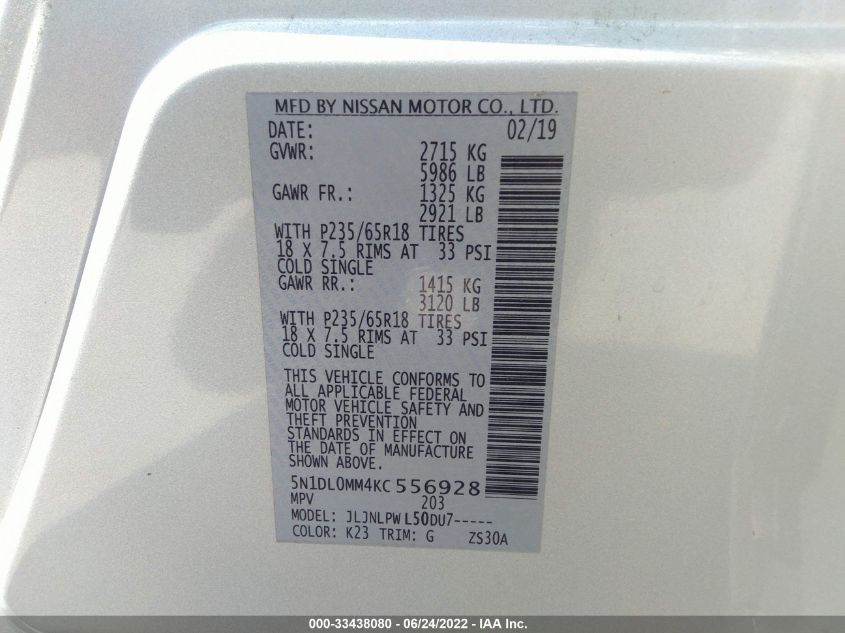 MFD BY NISSAN MOTOR CO., LTD.
DATE: 02/19
GVWR: 2715 KG
5986 LB
GAWR FR.: 1325 KG
2921 LB
WITH P235/65R18 TIRES
18 X 7.5 RIMS AT 33 PSI
COLD SINGLE
GAWR RR.: 1415 KG
3120 LB
WITH P235/65R18 TIRES
18 X 7.5 RIMS AT 33 PSI
COLD SINGLE
THIS VEHICLE CONFORMS TO
ALL APPLICABLE FEDERAL
MOTOR VEHICLE SAFETY AND
THEFT PREVENTION
STANDARDS IN EFFECT ON
THE DATE OF MANUFACTURE
SHOWN ABOVE.
5N1DL0MM4KC556928
MPV 203
MODEL: JLJNLPWL50DU7-----
COLOR: K23 TRIM: G ZS30A
000-33438080 - 06/24/2022 - IAA Inc.